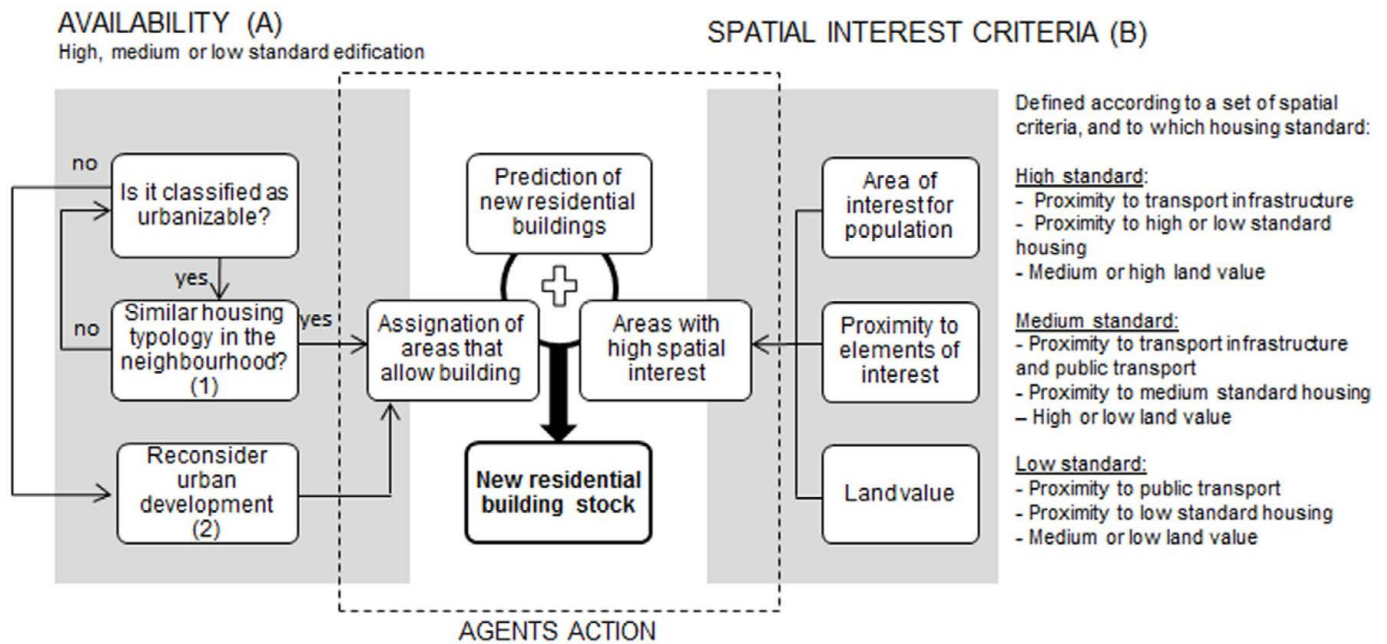 AVAILABILITY (A)
High, medium or low standard edification
SPATIAL INTEREST CRITERIA (B)
no
Is it classified as
urbanizable?
yes
no
Similar housing
typology in the
neighbourhood?
(1)
yes
Reconsider
urban
development
(2)
Prediction of
new residential
buildings
Assignation of
areas that
allow building
Areas with
high spatial
interest
New residential
building stock
AGENTS ACTION
Area of
interest for
population
Proximity to
elements of
interest
Land value
Defined according to a set of spatial
criteria, and to which housing standard:
High standard:
- Proximity to transport infrastructure
- Proximity to high or low standard
housing
- Medium or high land value
Medium standard:
- Proximity to transport infrastructure
and public transport
- Proximity to medium standard housing
– High or low land value
Low standard:
- Proximity to public transport
- Proximity to low standard housing
- Medium or low land value